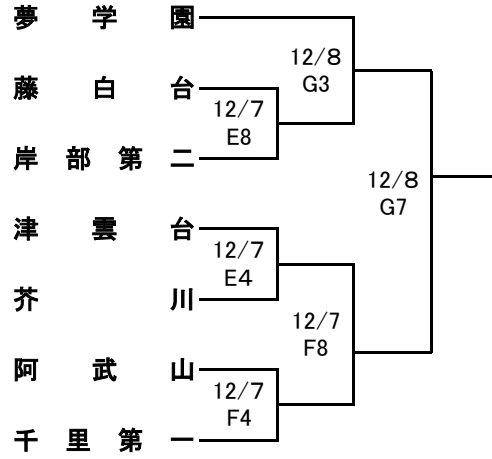 夢学園
12/8
G3
藤白台
12/7
E8
岸部第二
12/8
G7
津雲台
12/7
E4
芥川
12/7
F8
阿武山
12/7
F4
千里第一